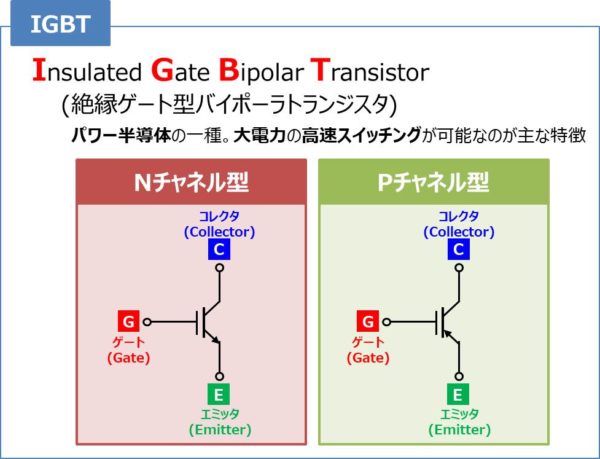 IGBT
Insulated Gate Bipolar Transistor
(絶縁ゲート型バイポーラトランジスタ)
パワー半導体の一種。大電力の高速スイッチングが可能なのが主な特徴
Nチャネル型
コレクタ
(Collector)
C
G
ゲート
(Gate)
E
エミッタ
(Emitter)
Pチャネル型
コレクタ
(Collector)
C
G
ゲート
(Gate)
E
エミッタ
(Emitter)